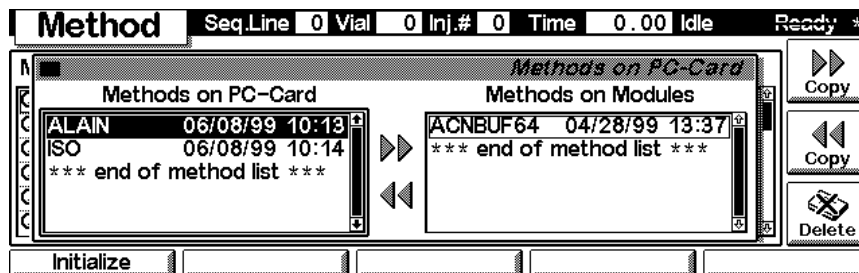 Method Seq.Line 0 Vial 0 Inj.# 0 Time 0.00 Idle Ready *
Methods on PC-Card
Methods on PC-Card
Methods on Modules
ALAIN 06/08/99 10:13
ISO 06/08/99 10:14
*** end of method list ***
ACNBUF64 04/28/99 13:37
*** end of method list ***
Copy
Copy
Delete
Initialize